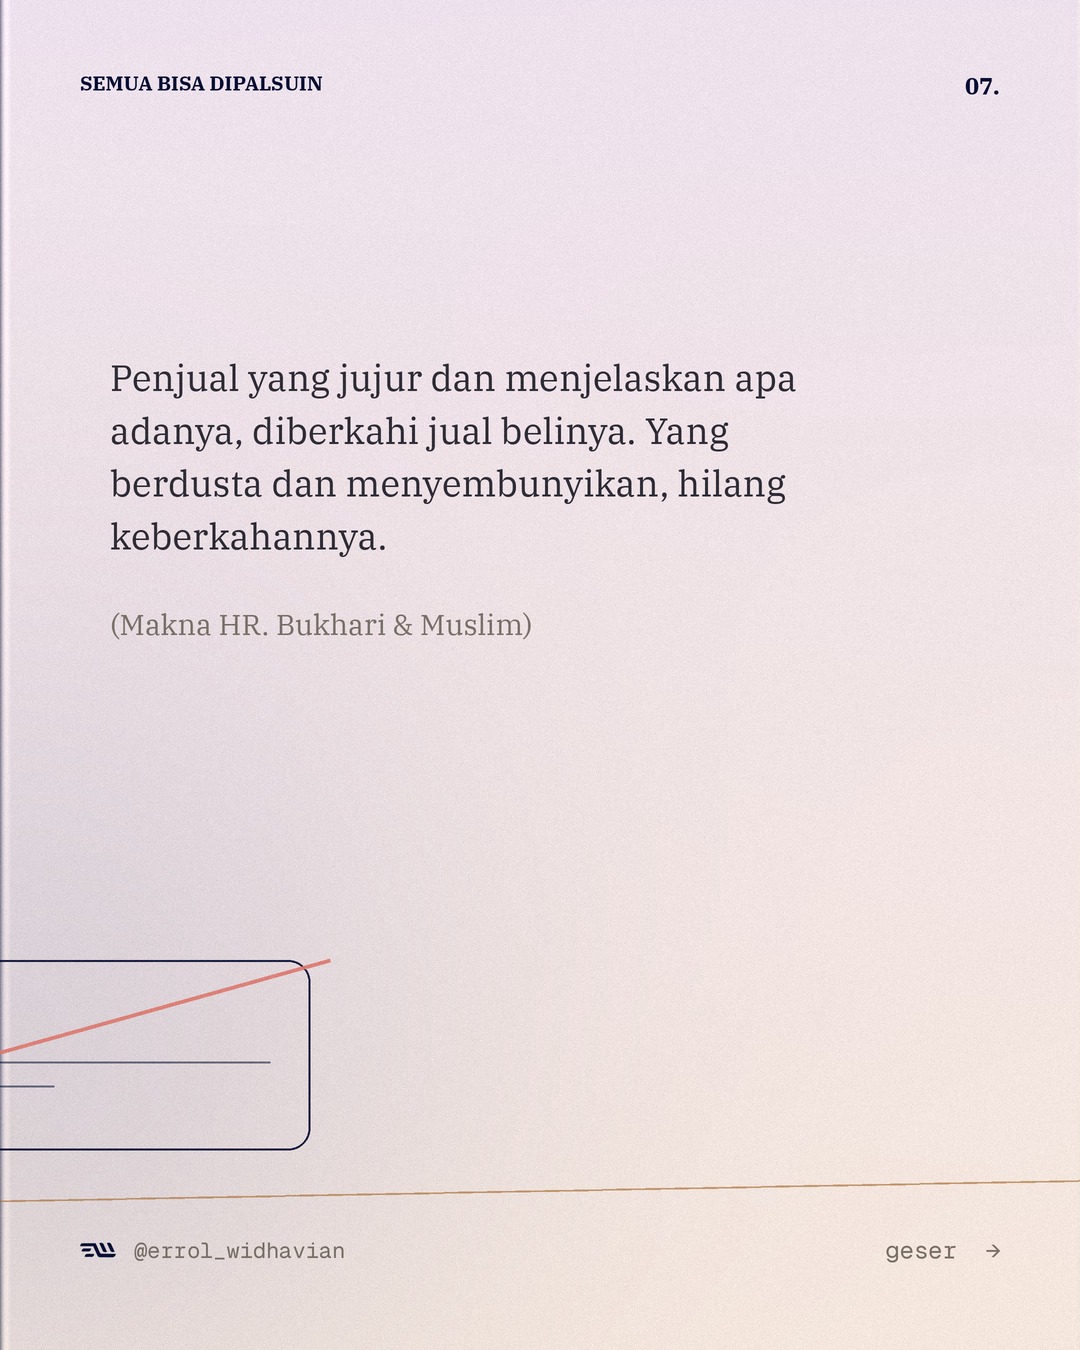 SEMUA BISA DIPALSUIN
07.
Penjual yang jujur dan menjelaskan apa
adanya, diberkahi jual belinya. Yang
berdusta dan menyembunyikan, hilang
keberkahannya.
(Makna HR. Bukhari & Muslim)
@errol_widhavian
geser →